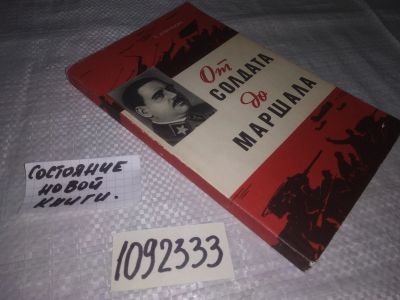 От
СОЛДАТА
до
МАРШАЛА
СОСТОЯНИЕ
НОВОЙ
КНИГИ.
1092333